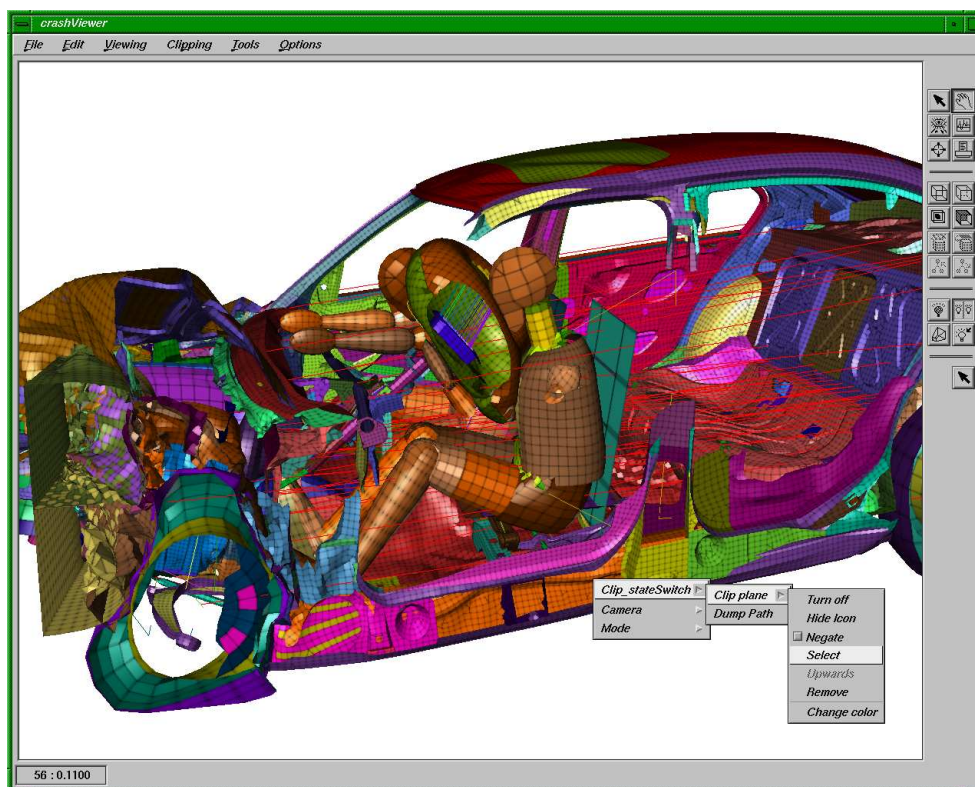 crashViewer
File Edit Viewing Clipping Tools Options
Clip_stateSwitch
Camera
Mode
Clip plane
Dump Path
Turn off
Hide Icon
Negate
Select
Upwards
Remove
Change color
56 : 0.1100